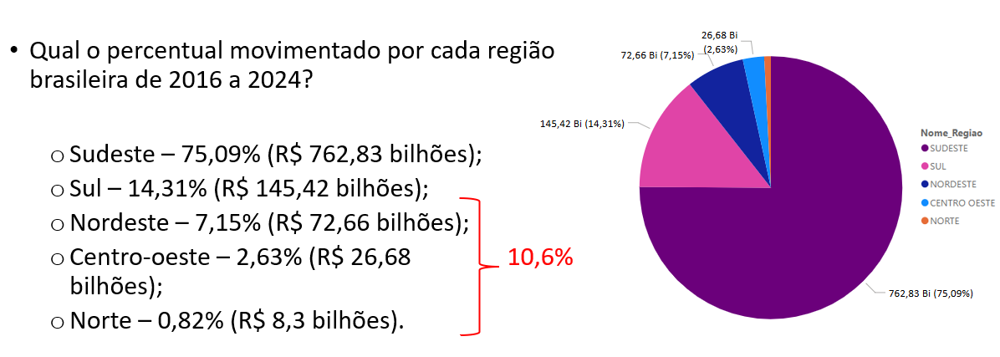 • Qual o percentual movimentado por cada região
brasileira de 2016 a 2024?
o Sudeste – 75,09% (R$ 762,83 bilhões);
o Sul – 14,31% (R$ 145,42 bilhões);
o Nordeste – 7,15% (R$ 72,66 bilhões);
o Centro-oeste – 2,63% (R$ 26,68
bilhões);
o Norte – 0,82% (R$ 8,3 bilhões).
10,6%
26,68 Bi
(2,63%)
72,66 Bi (7,15%)
145,42 Bi (14,31%)
762,83 Bi (75,09%)
Nome_Regiao
SUDESTE
SUL
NORDESTE
CENTRO OESTE
NORTE